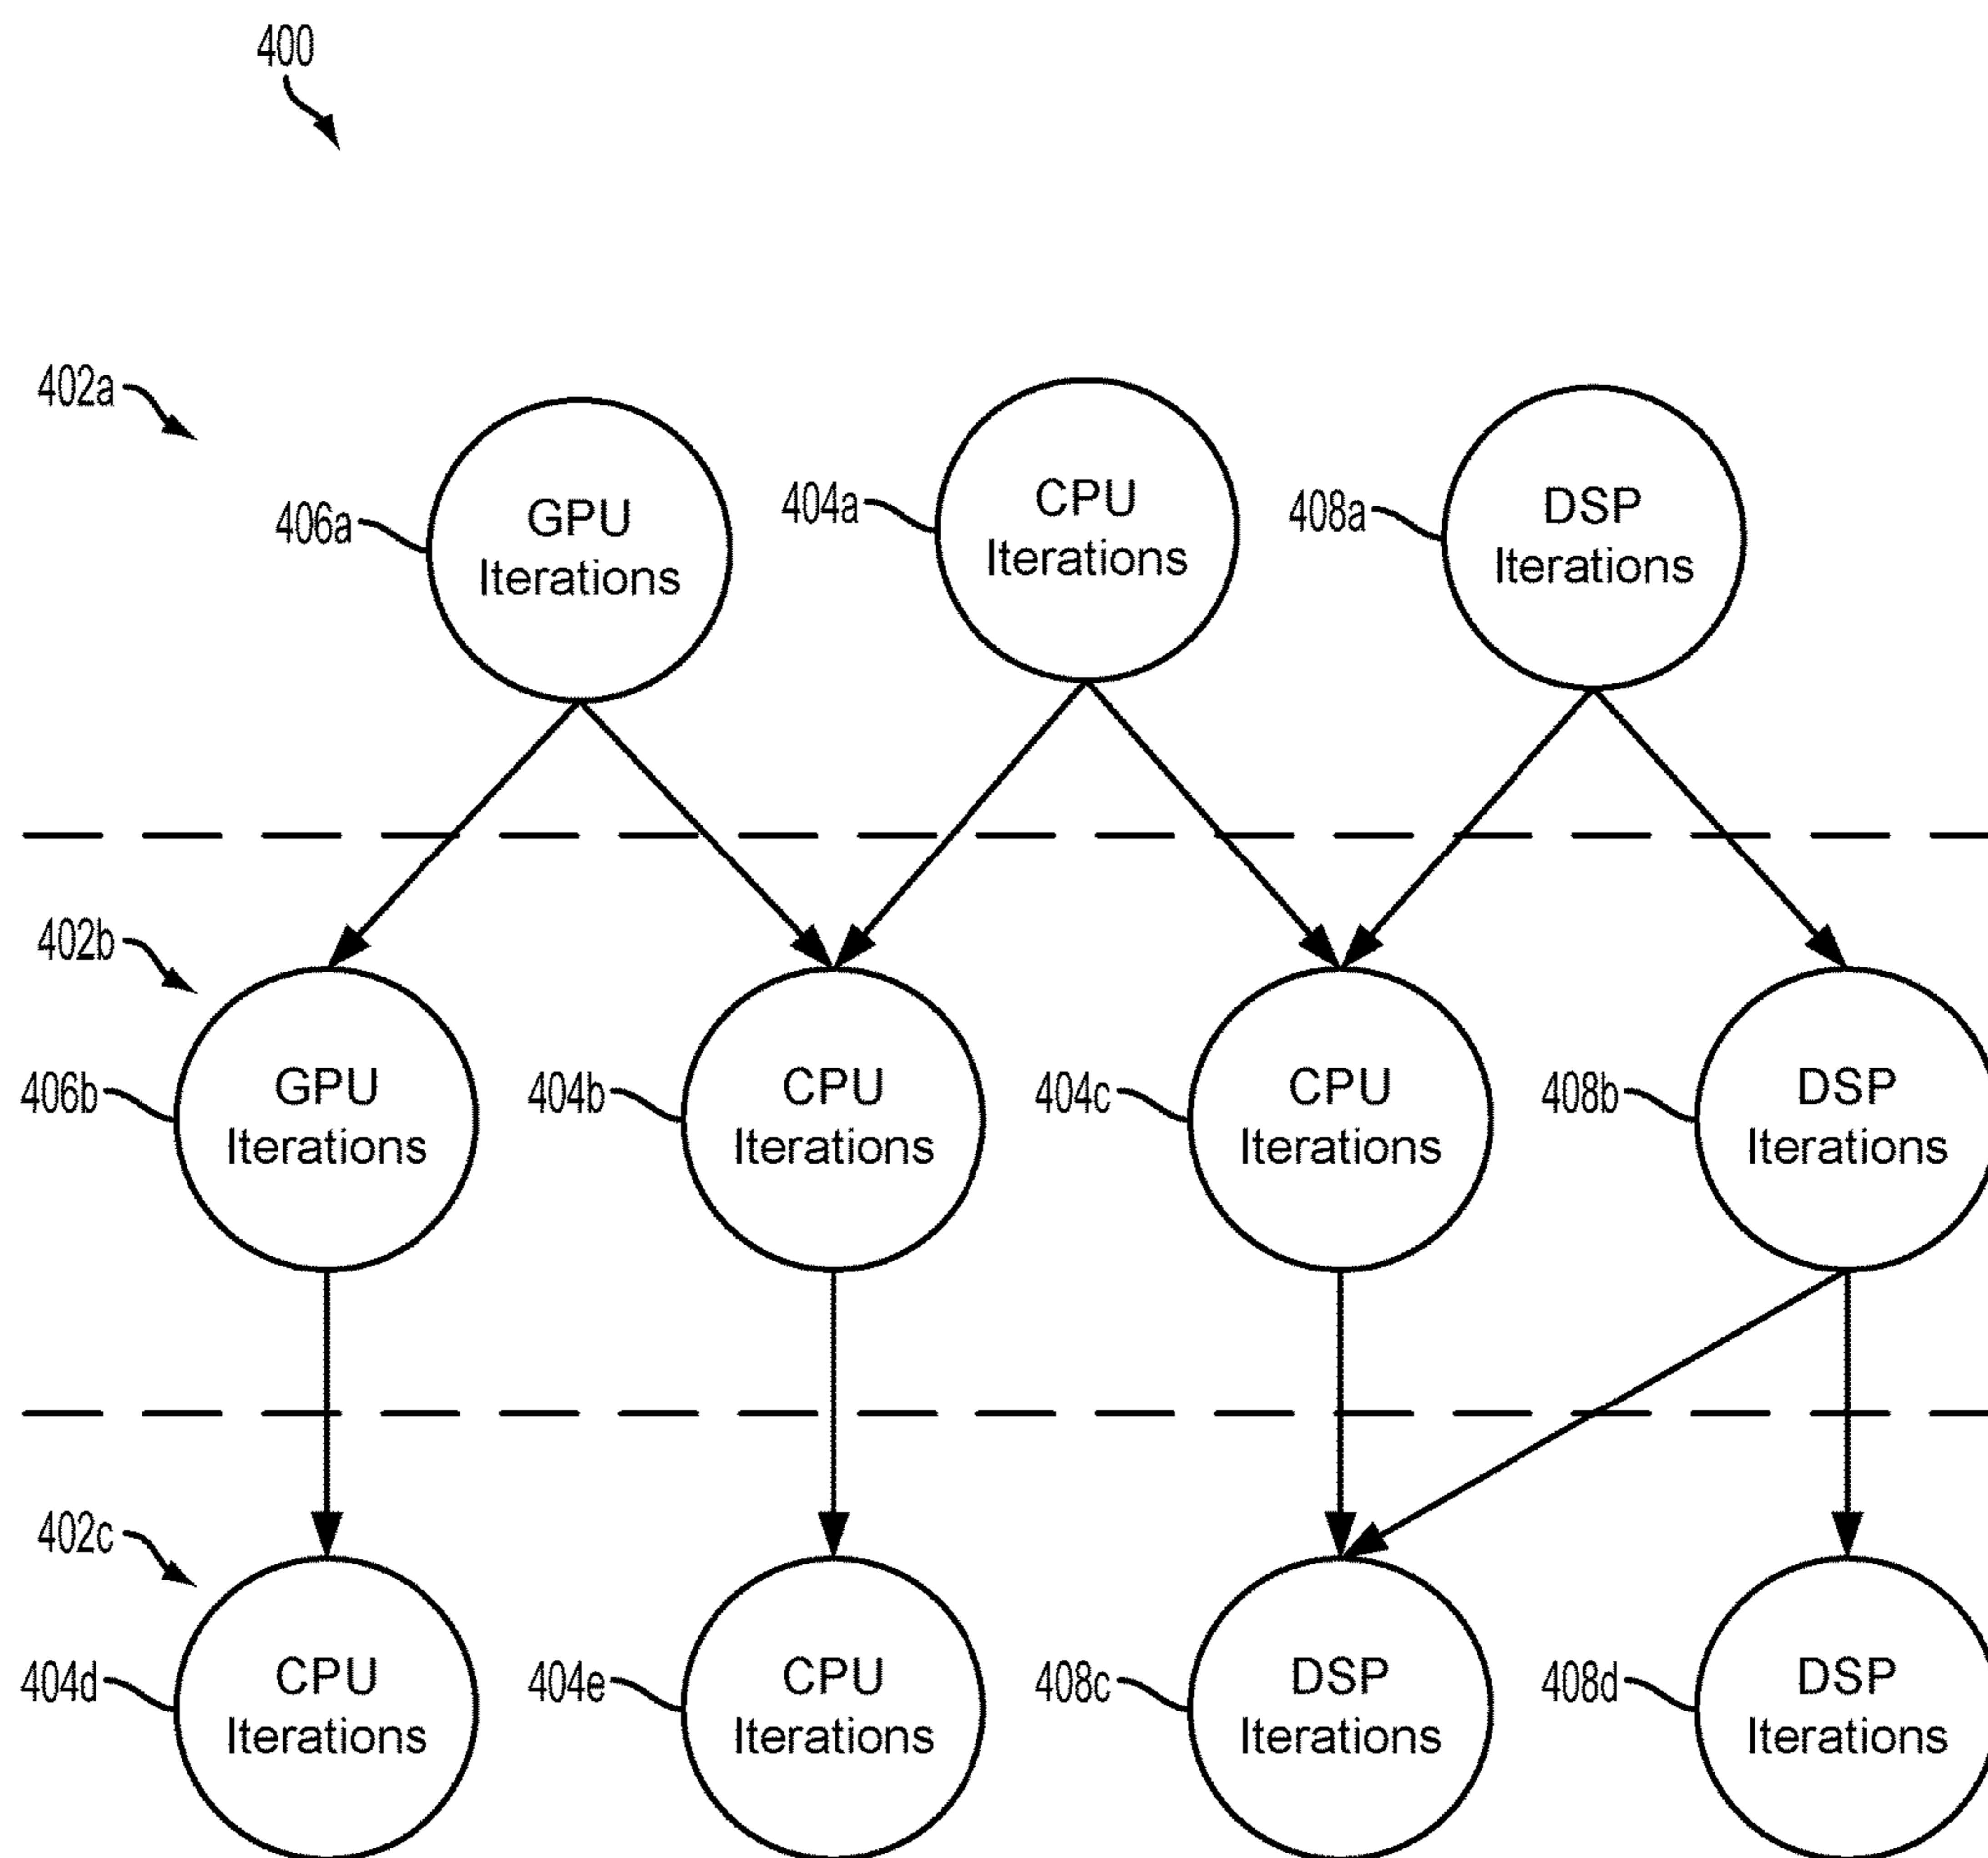 400
402a
406a
GPU
Iterations
404a
CPU
Iterations
408a
DSP
Iterations
402b
406b
GPU
Iterations
404b
CPU
Iterations
404c
CPU
Iterations
408b
DSP
Iterations
402c
404d
CPU
Iterations
404e
CPU
Iterations
408c
DSP
Iterations
408d
DSP
Iterations